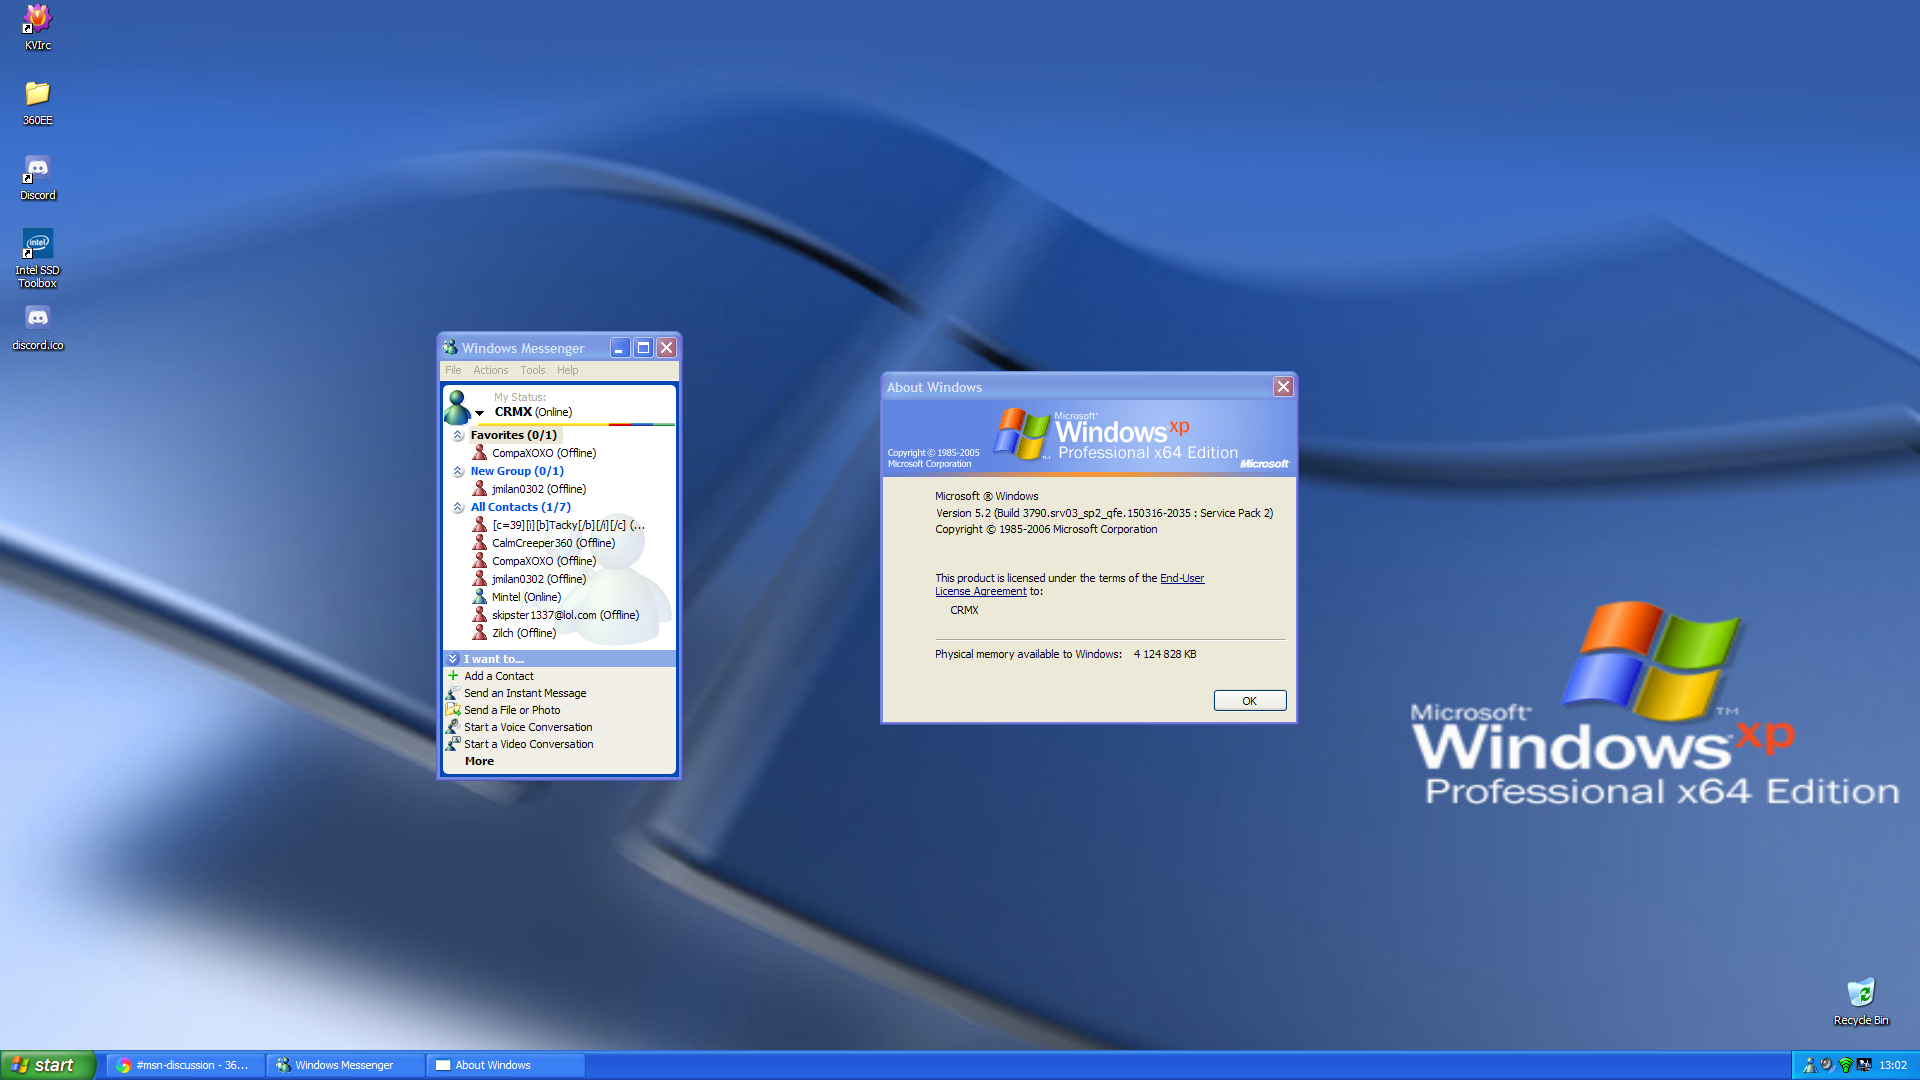 KVIrc
360EE
Discord
intel
Intel SSD
Toolbox
discord.ico
Windows Messenger
File Actions Tools Help
My Status:
CRMX (Online)
Favorites (0/1)
CompaXOXO (Offline)
New Group (0/1)
jmilan0302 (Offline)
All Contacts (1/7)
[c=39][i][b]Tacky[/b][/i][/c] (...
CalmCreeper360 (Offline)
CompaXOXO (Offline)
jmilan0302 (Offline)
Mintel (Online)
skipster1337@lol.com (Offline)
Zilch (Offline)
I want to...
Add a Contact
Send an Instant Message
Send a File or Photo
Start a Voice Conversation
Start a Video Conversation
More
About Windows
Microsoft®
Windows xp
Professional x64 Edition
Copyright © 1985-2005
Microsoft Corporation
Microsoft
Microsoft ® Windows
Version 5.2 (Build 3790.srv03_sp2_qfe.150316-2035 : Service Pack 2)
Copyright © 1985-2006 Microsoft Corporation
This product is licensed under the terms of the End-User
License Agreement to:
CRMX
Physical memory available to Windows: 4 124 828 KB
OK
Microsoft®
Windows xp
Professional x64 Edition
Recycle Bin
start
#msn-discussion - 36...
Windows Messenger
About Windows
13:02